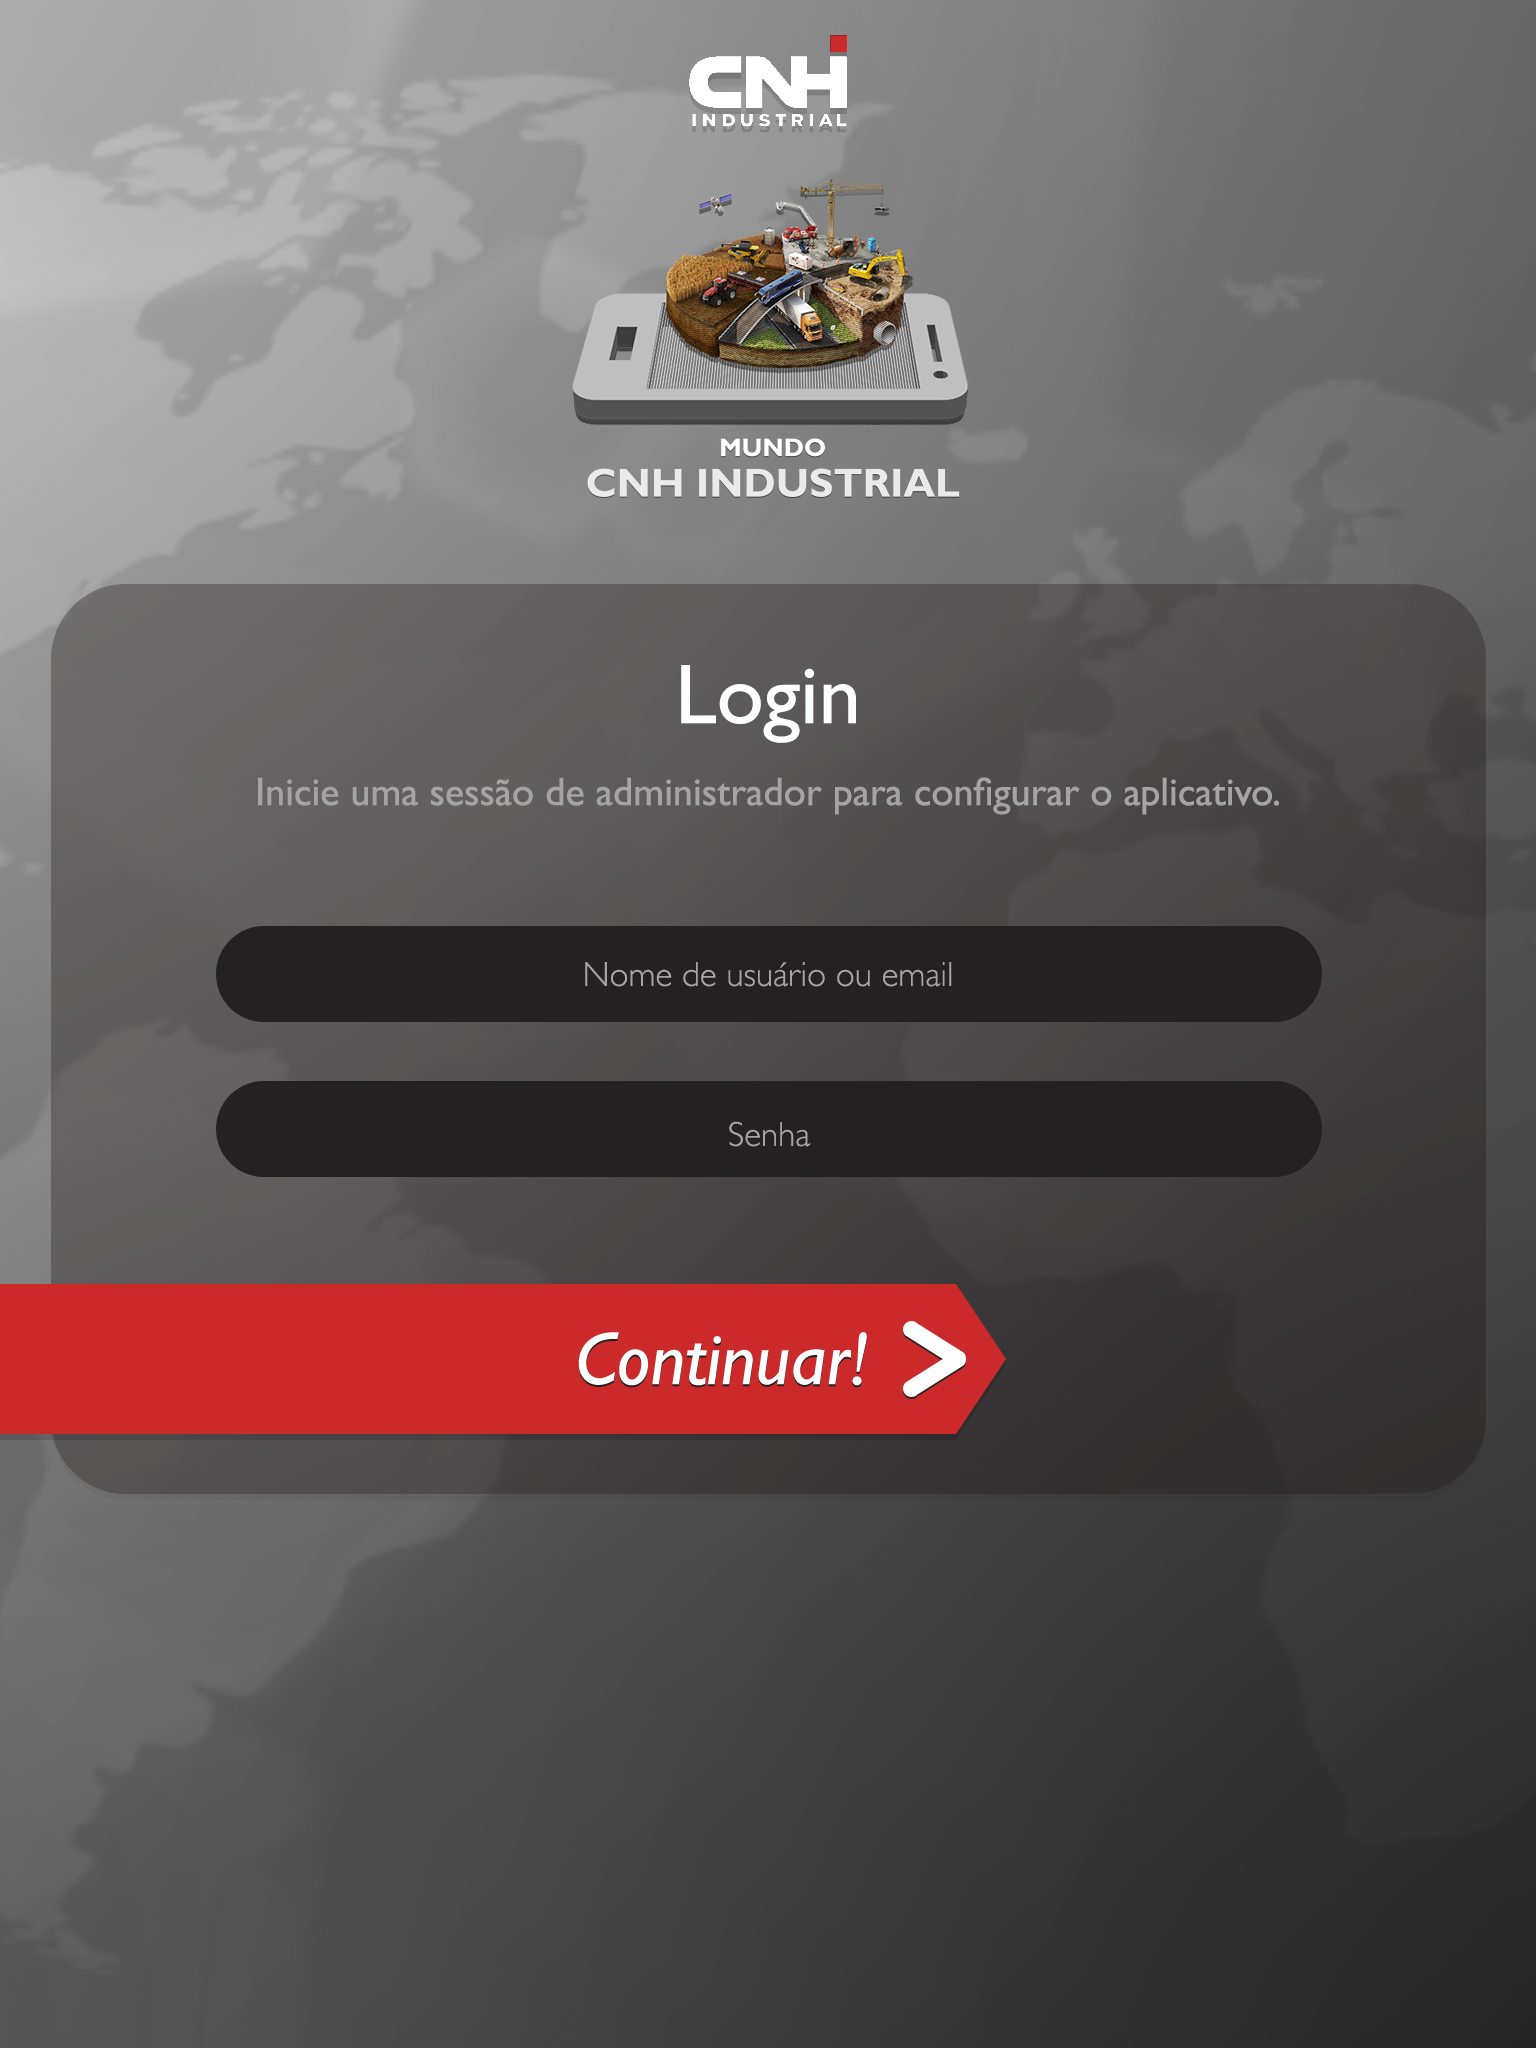 CNH
INDUSTRIAL
MUNDO
CNH INDUSTRIAL
Login
Inicie uma sessão de administrador para configurar o aplicativo.
Nome de usuário ou email
Senha
Continuar!